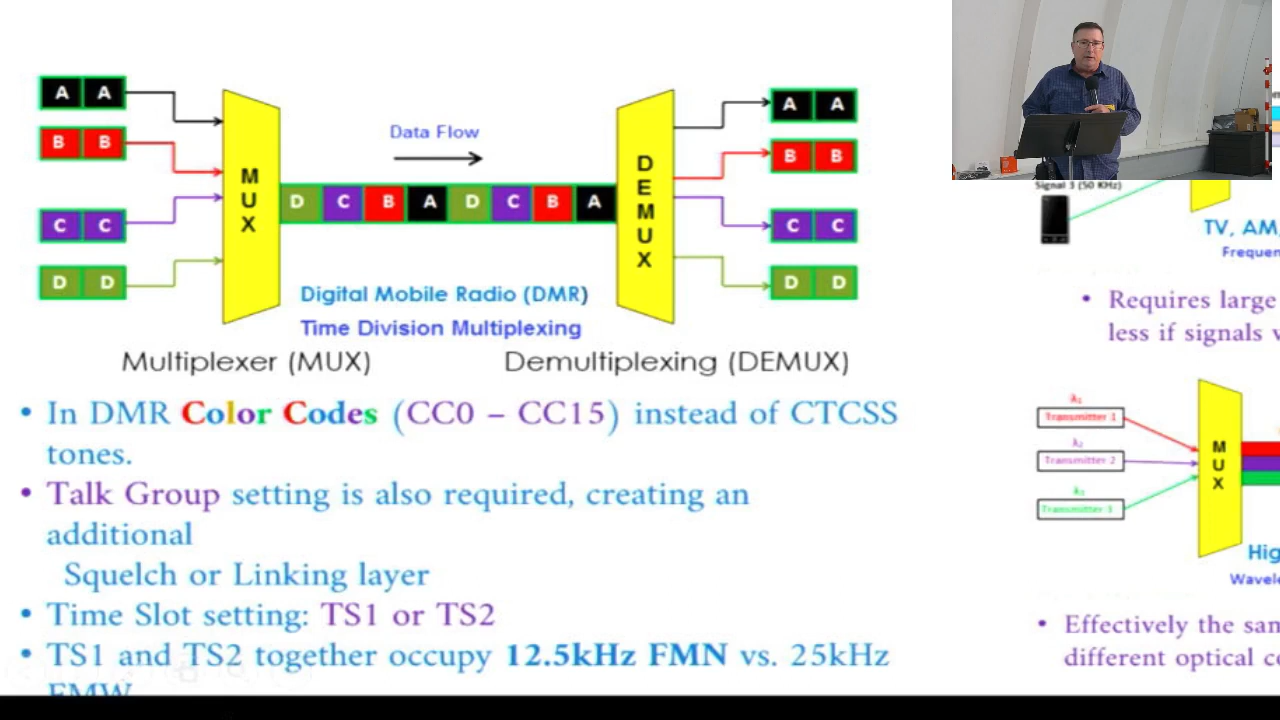 A A
B B
C C
D D
MUX
Data Flow
D C B A D C B A
DEMUX
A A
B B
C C
D D
Digital Mobile Radio (DMR)
Time Division Multiplexing
Multiplexer (MUX)
Demultiplexing (DEMUX)
• In DMR Color Codes (CC0 – CC15) instead of CTCSS
tones.
• Talk Group setting is also required, creating an
additional
Squelch or Linking layer
• Time Slot setting: TS1 or TS2
• TS1 and TS2 together occupy 12.5kHz FMN vs. 25kHz
FMW
Signal 3 (50 KHz)
TV, AM,
• Requires large
less if signals
λ1
Transmitter 1
λ2
Transmitter 2
λ3
Transmitter 3
MUX
• Effectively the
different optical